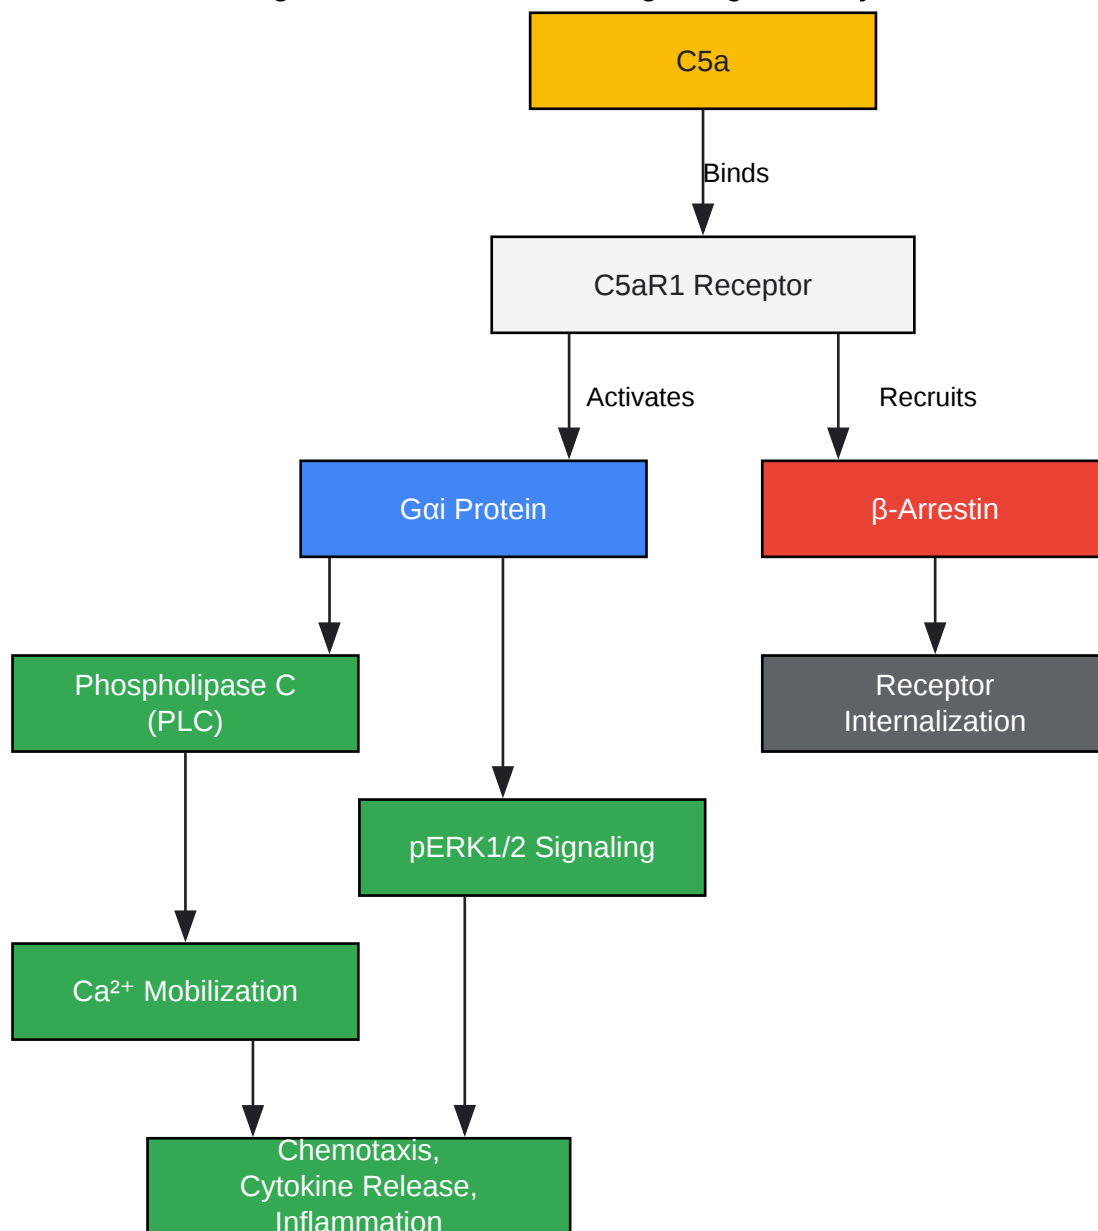 C5a
Binds
C5aR1 Receptor
Activates
Recruits
Gαi Protein
β-Arrestin
Phospholipase C
(PLC)
Receptor
Internalization
pERK1/2 Signaling
Ca²⁺ Mobilization
Chemotaxis,
Cytokine Release,
Inflammation